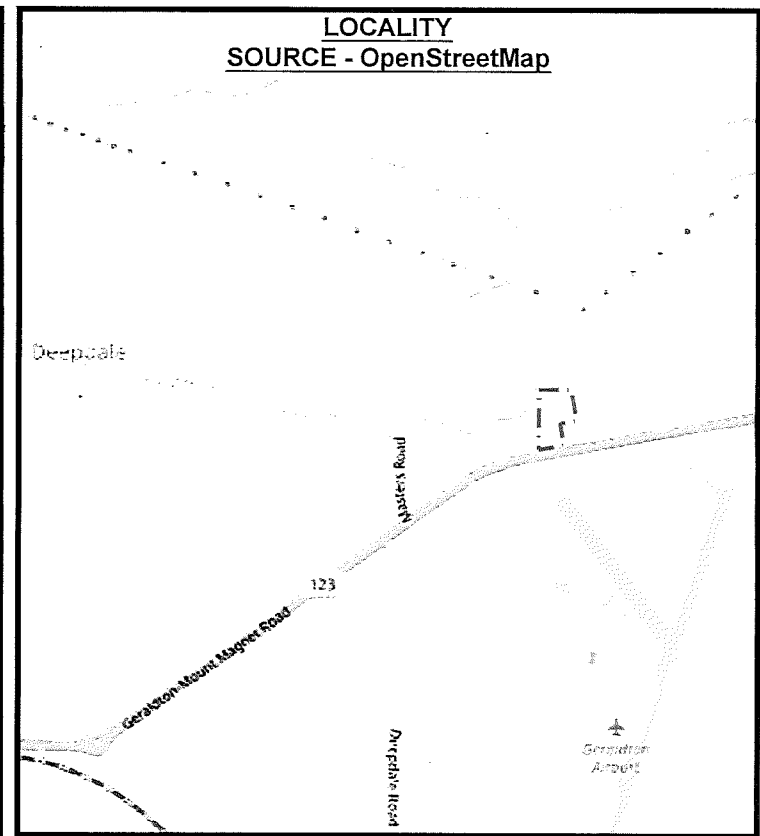 LOCALITY
SOURCE - OpenStreetMap
Deepdale
Masters Road
123
Geraldton-Mount Magnet Road
Deepdale Road
Geraldton
Airport